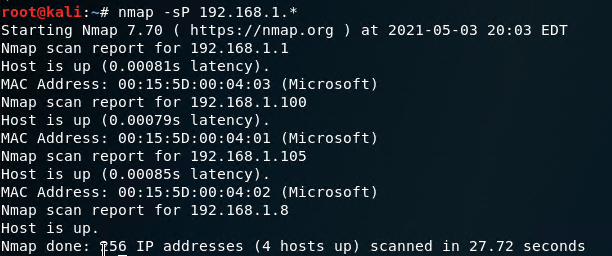 root@kali:~# nmap -sP 192.168.1.*
Starting Nmap 7.70 ( https://nmap.org ) at 2021-05-03 20:03 EDT
Nmap scan report for 192.168.1.1
Host is up (0.00081s latency).
MAC Address: 00:15:5D:00:04:03 (Microsoft)
Nmap scan report for 192.168.1.100
Host is up (0.00079s latency).
MAC Address: 00:15:5D:00:04:01 (Microsoft)
Nmap scan report for 192.168.1.105
Host is up (0.00085s latency).
MAC Address: 00:15:5D:00:04:02 (Microsoft)
Nmap scan report for 192.168.1.8
Host is up.
Nmap done: 256 IP addresses (4 hosts up) scanned in 27.72 seconds